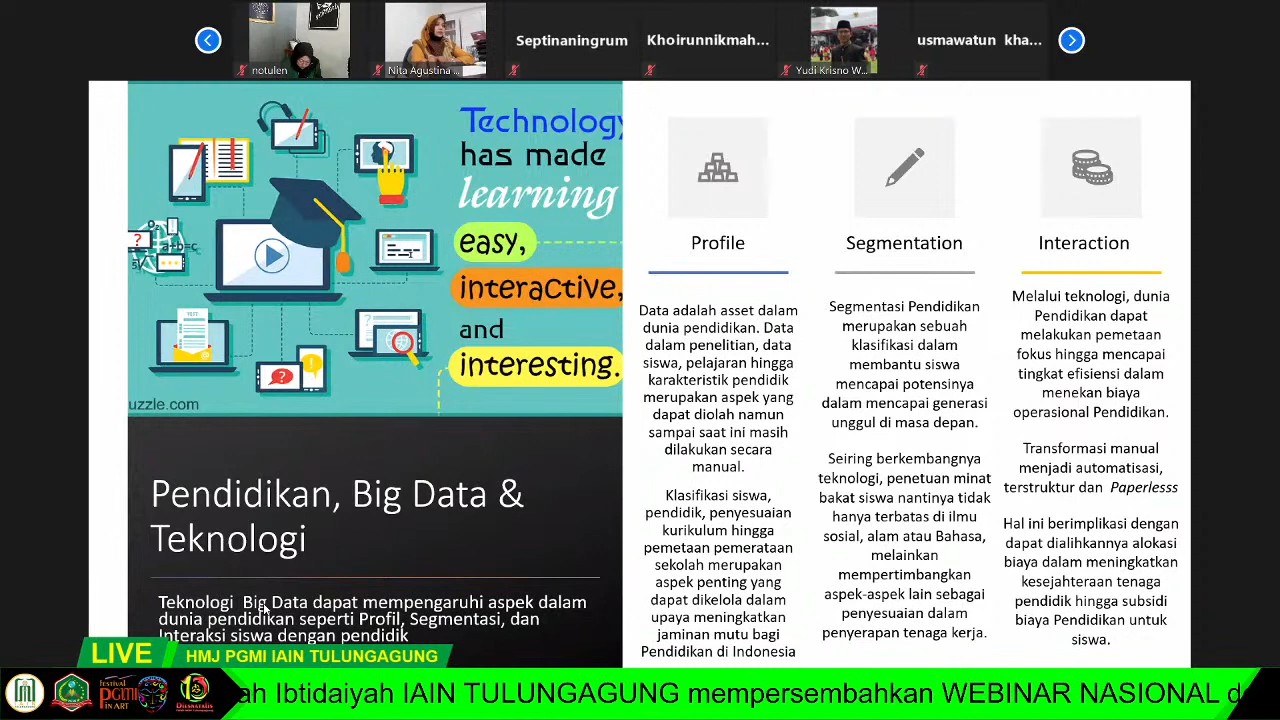 notulen
Nita Agustina ...
Septinaningrum
Khoirunnikmah...
Yudi Krisno W...
usmawatun kha...
Technology
has made
learning
easy,
interactive,
and
interesting.
uzzle.com
TEST
a+b=c
Pendidikan, Big Data &
Teknologi
Teknologi Big Data dapat mempengaruhi aspek dalam
dunia pendidikan seperti Profil, Segmentasi, dan
Interaksi siswa dengan pendidik
Profile
Data adalah asset dalam
dunia pendidikan. Data
dalam penelitian, data
siswa, pelajaran hingga
karakteristik pendidik
merupakan aspek yang
dapat diolah namun
sampai saat ini masih
dilakukan secara
manual.
Klasifikasi siswa,
pendidik, penyesuaian
kurikulum hingga
pemetaan pemerataan
sekolah merupakan
aspek penting yang
dapat dikelola dalam
upaya meningkatkan
jaminan mutu bagi
Pendidikan di Indonesia
Segmentation
Segmentasi Pendidikan
merupakan sebuah
klasifikasi dalam
membantu siswa
mencapai potensinya
dalam mencapai generasi
unggul di masa depan.
Seiring berkembangnya
teknologi, penetuan minat
bakat siswa nantinya tidak
hanya terbatas di ilmu
sosial, alam atau Bahasa,
melainkan
mempertimbangkan
aspek-aspek lain sebagai
penyesuaian dalam
penyerapan tenaga kerja.
Interaction
Melalui teknologi, dunia
Pendidikan dapat
melakukan pemetaan
fokus hingga mencapai
tingkat efisiensi dalam
menekan biaya
operasional Pendidikan.
Transformasi manual
menjadi automatisasi,
terstruktur dan Paperlesss
Hal ini berimplikasi dengan
dapat dialihkannya alokasi
biaya dalam meningkatkan
kesejahteraan tenaga
pendidik hingga subsidi
biaya Pendidikan untuk
siswa.
LIVE
HMJ PGMI IAIN TULUNGAGUNG
FESTIVAL
PGMI
IN ART
ah Ibtidaiyah IAIN TULUNGAGUNG mempersembahkan WEBINAR NASIONAL d